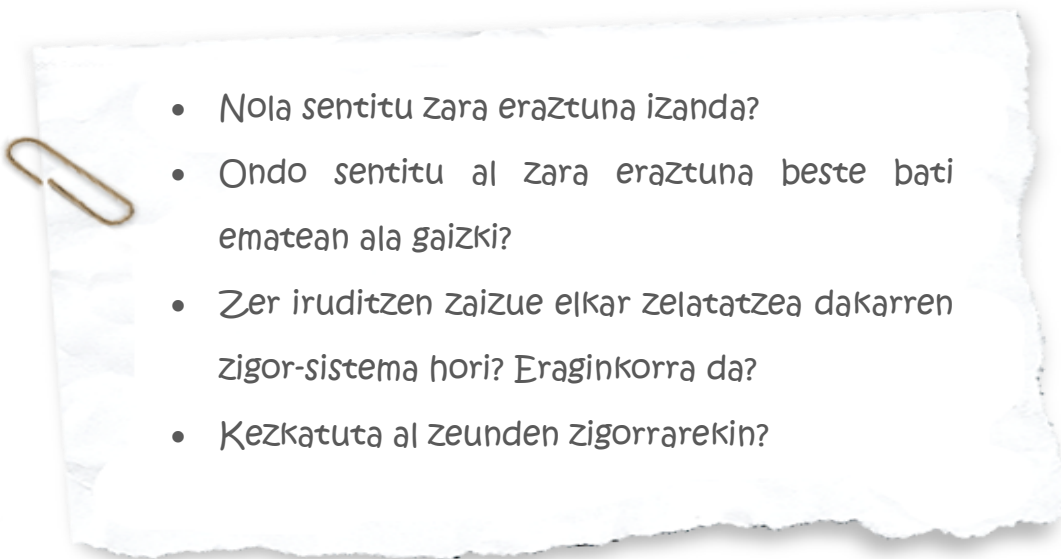 • Nola sentitu zara eraztuna izanda?
• Ondo sentitu al zara eraztuna beste bati
ematean ala gaizki?
• Zer iruditzen zaizue elkar zelatatzea dakarren
zigor-sistema hori? Eraginkorra da?
• Kezkatuta al zeunden zigorrarekin?